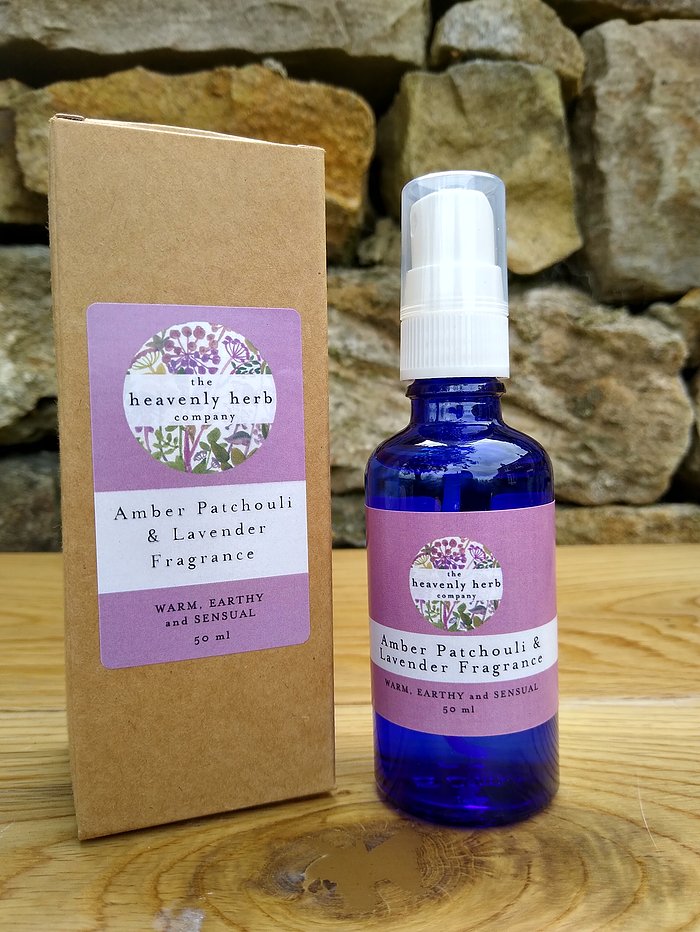 the
heavenly herb
company
Amber Patchouli
& Lavender
Fragrance
WARM, EARTHY
and SENSUAL
50 ml
the
heavenly herb
company
Amber Patchouli &
Lavender Fragrance
WARM, EARTHY and SENSUAL
50 ml